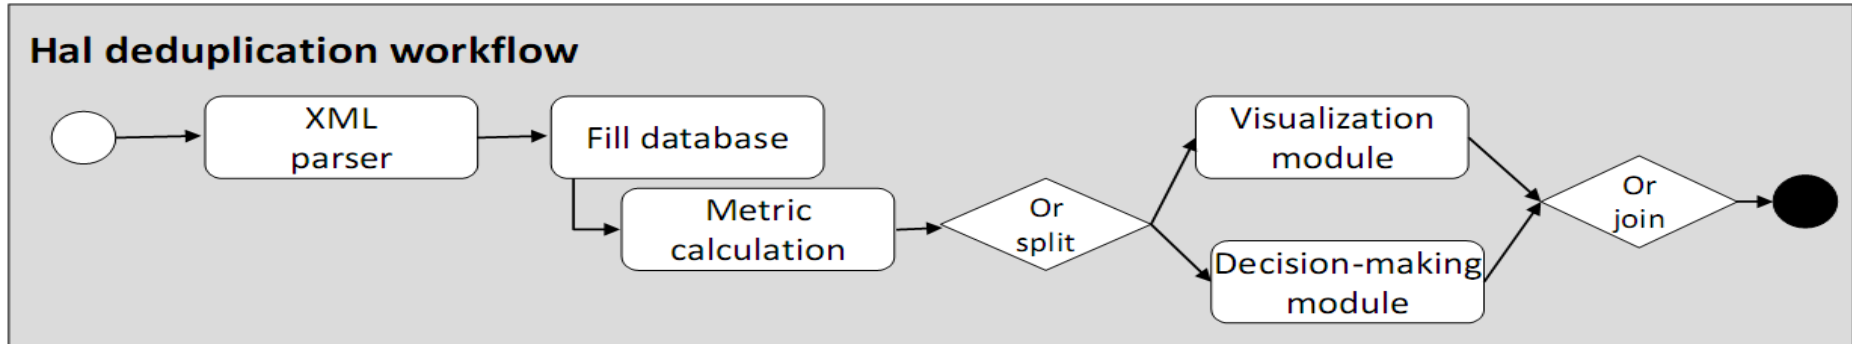 Hal deduplication workflow
XML
parser
Fill database
Metric
calculation
Or
split
Visualization
module
Decision-making
module
Or
join